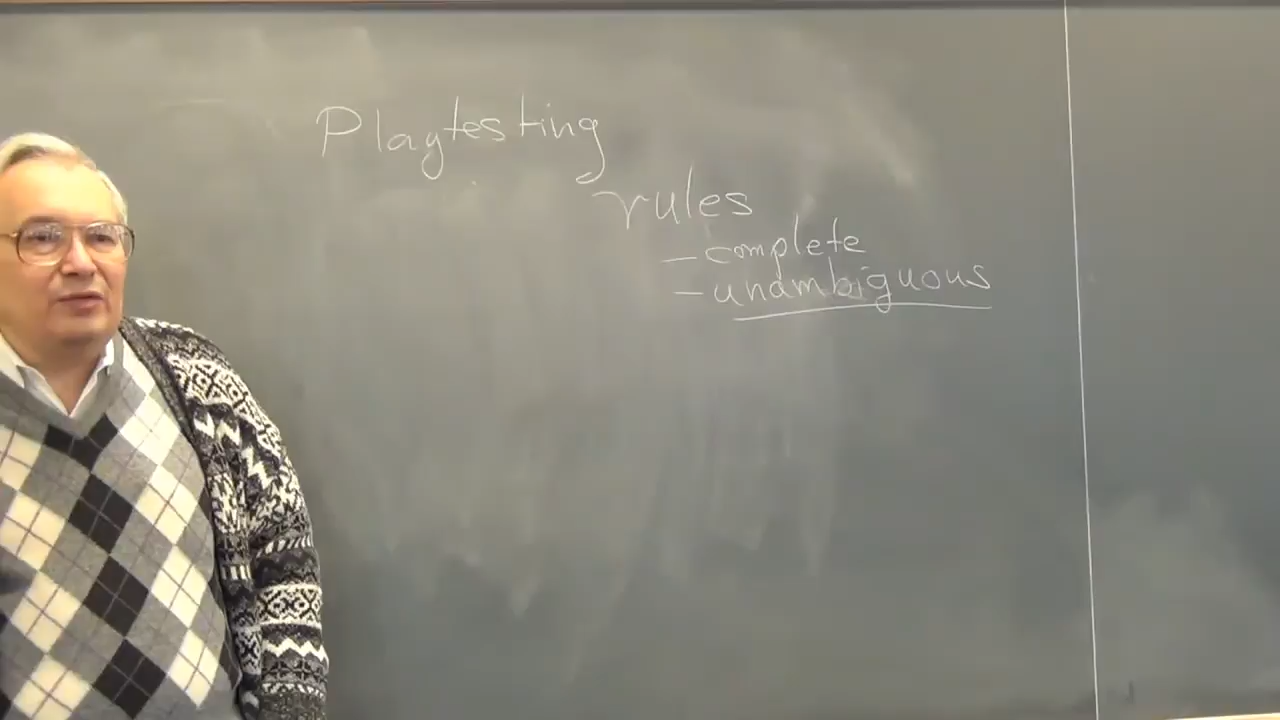 Playtesting
rules
- complete
- unambiguous